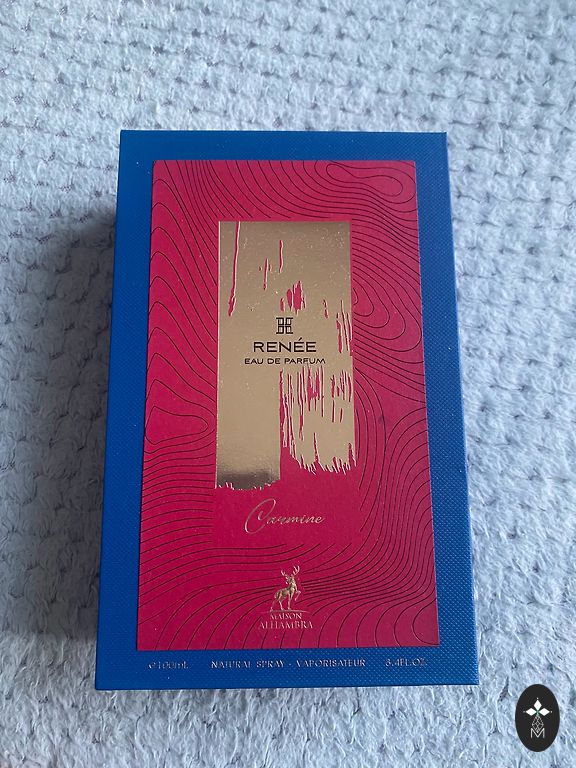 RENÉE
EAU DE PARFUM
Carmine
MAISON
ALHAMBRA
℮100ML NATURAL SPRAY - VAPORISATEUR 3.4FL.OZ.
M